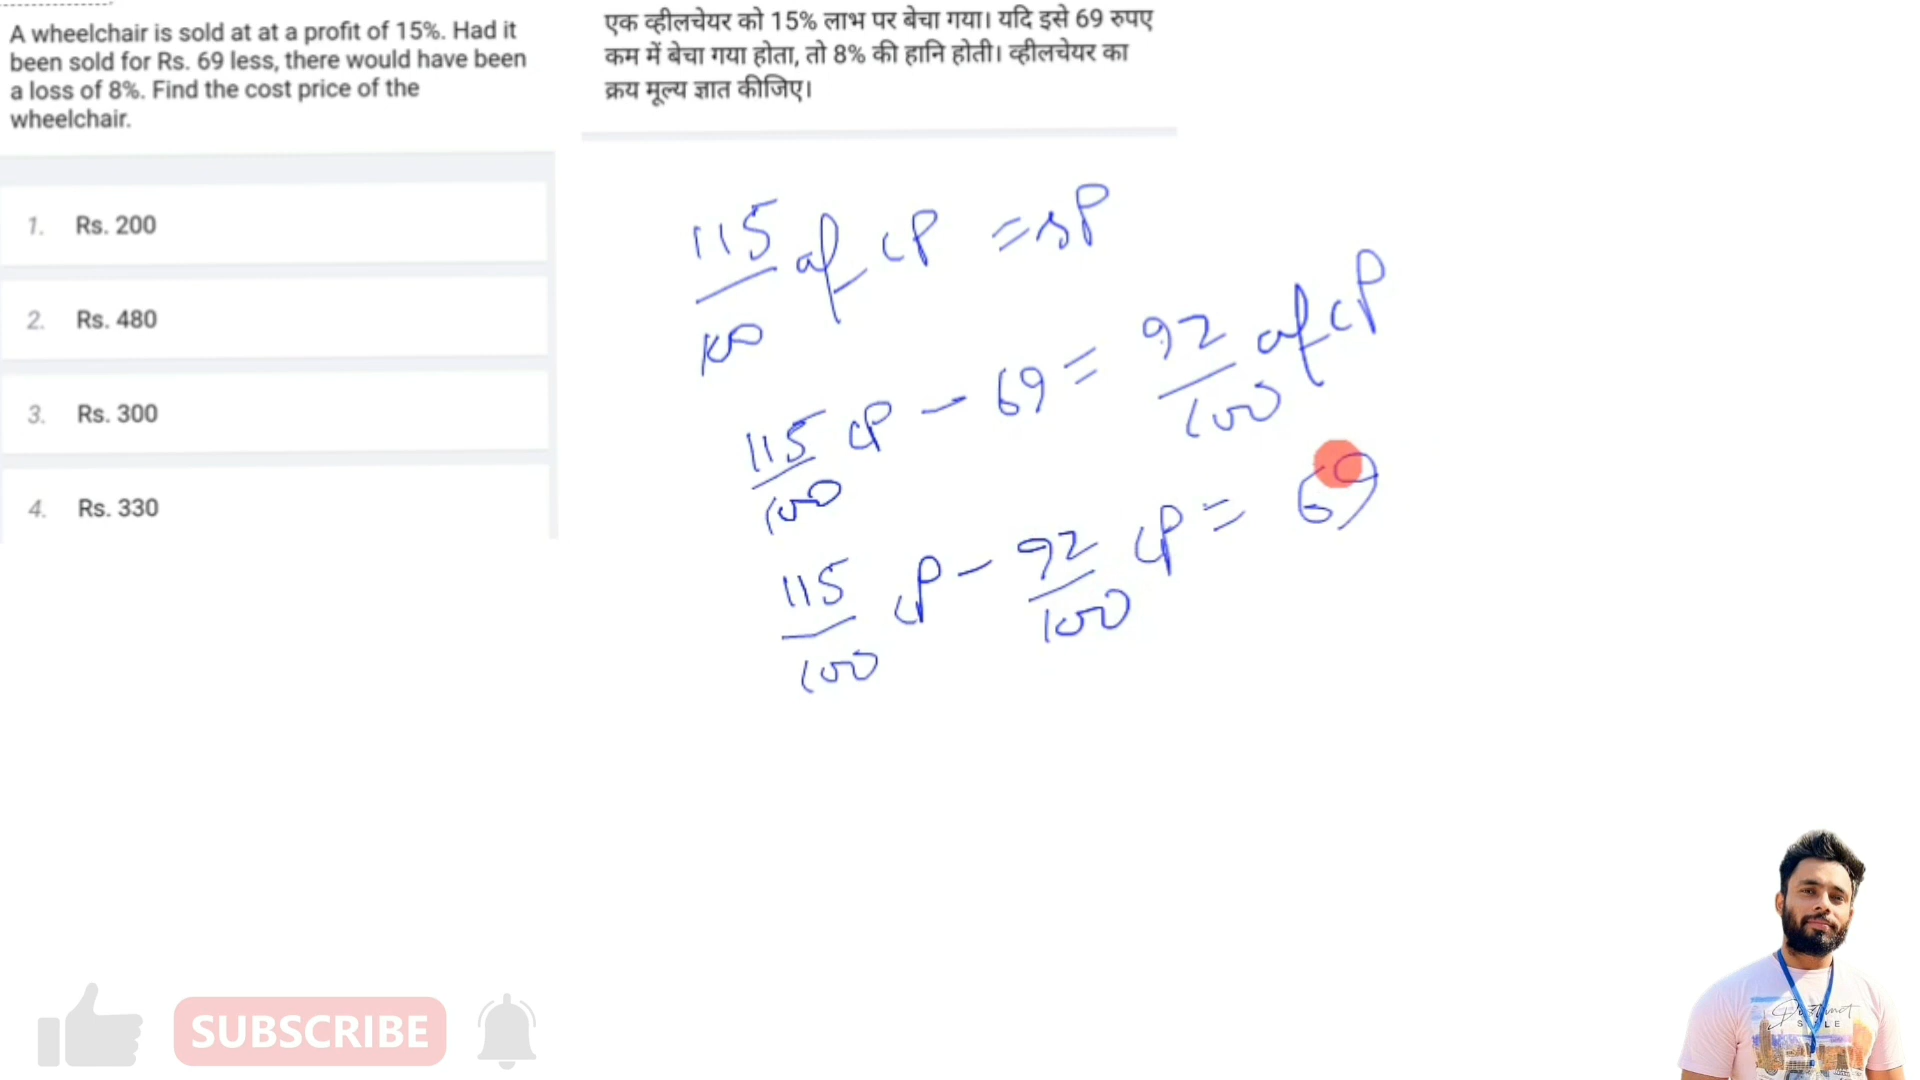 A wheelchair is sold at at a profit of 15%. Had it
been sold for Rs. 69 less, there would have been
a loss of 8%. Find the cost price of the
wheelchair.
1. Rs. 200
2. Rs. 480
3. Rs. 300
4. Rs. 330
एक व्हीलचेयर को 15% लाभ पर बेचा गया। यदि इसे 69 रुपए
कम में बेचा गया होता, तो 8% की हानि होती। व्हीलचेयर का
क्रय मूल्य ज्ञात कीजिए।
115/100 of CP = SP
115/100 CP - 69 = 92/100 of CP
115/100 CP - 92/100 CP = 69
SUBSCRIBE